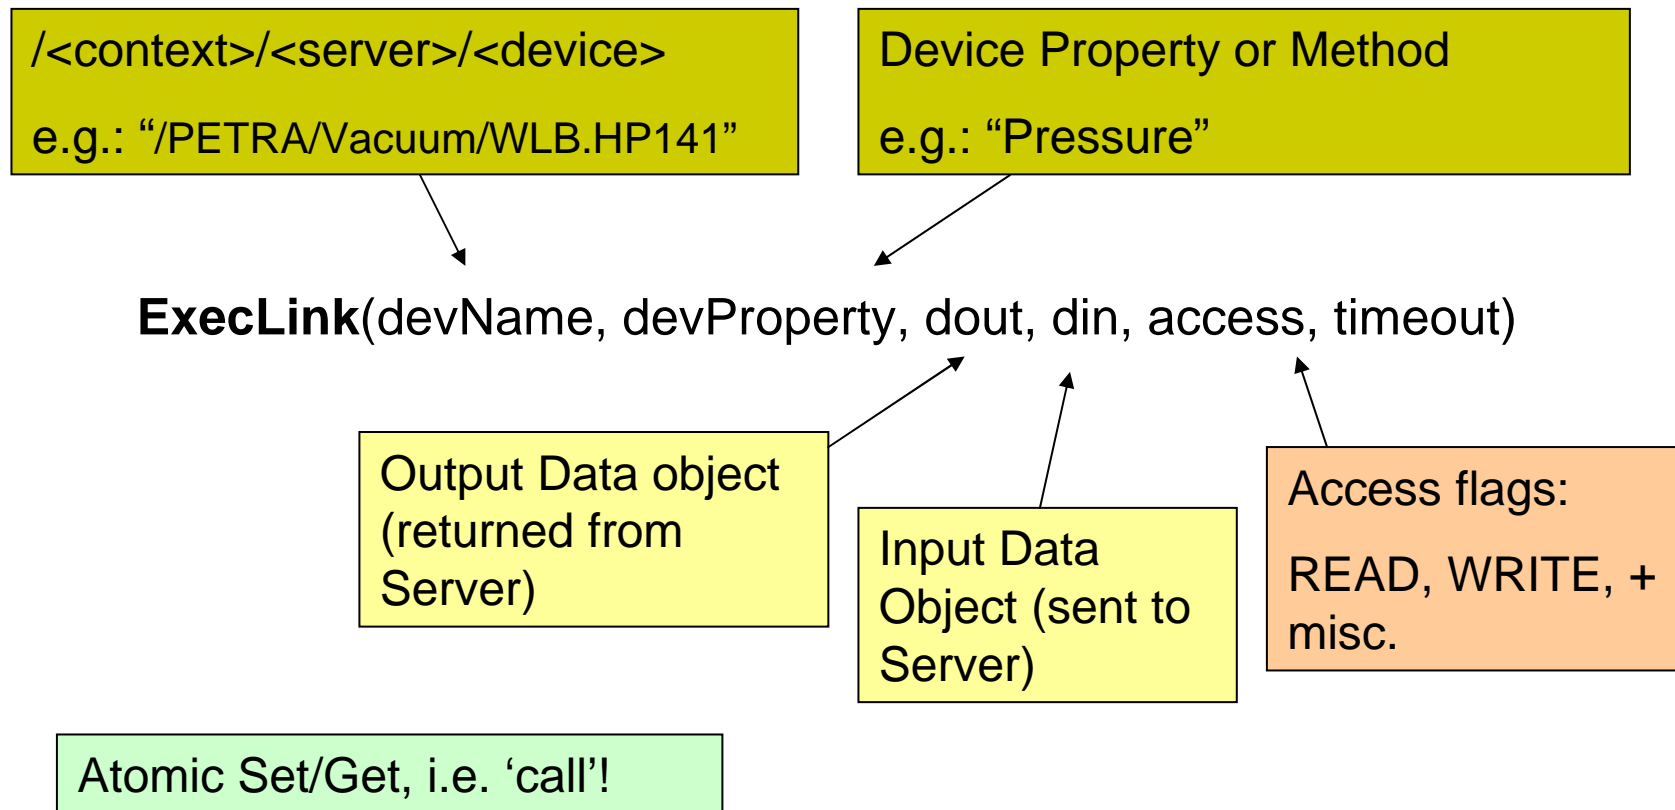 /<context>/<server>/<device>
e.g.: “/PETRA/Vacuum/WLB.HP141”
Device Property or Method
e.g.: “Pressure”
ExecLink(devName, devProperty, dout, din, access, timeout)
Output Data object
(returned from
Server)
Input Data
Object (sent to
Server)
Access flags:
READ, WRITE, +
misc.
Atomic Set/Get, i.e. ‘call’!